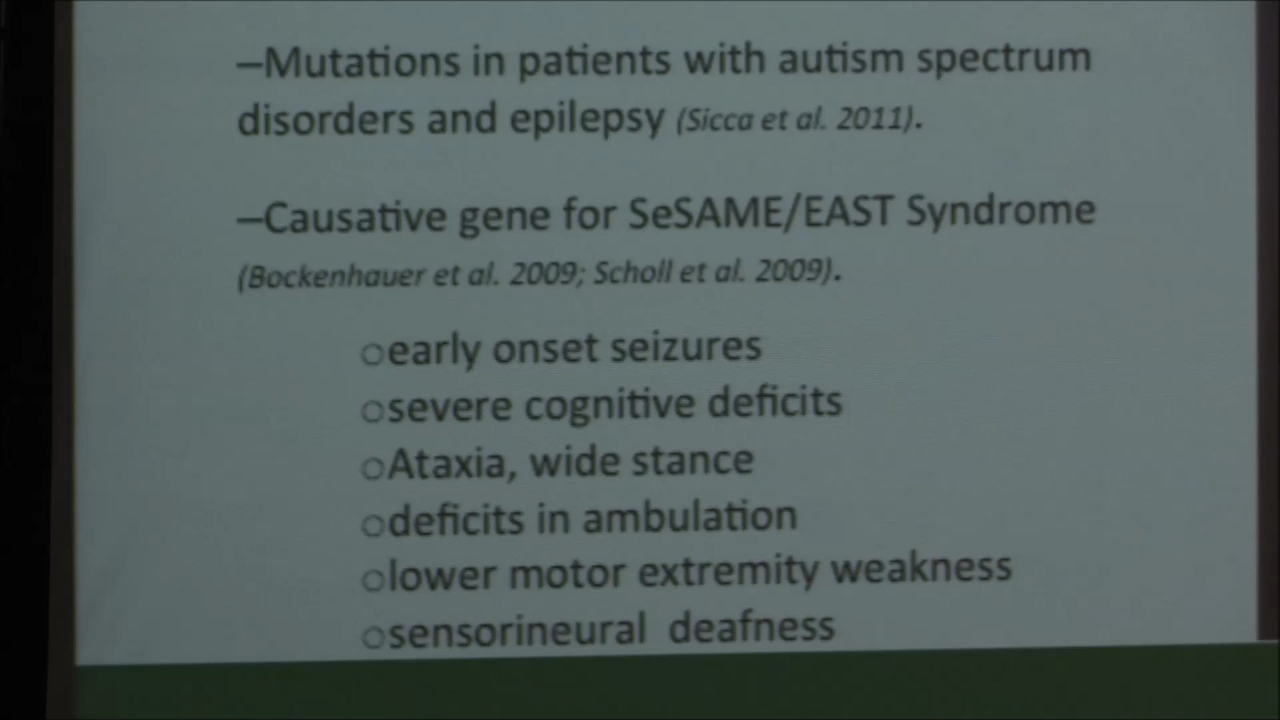 –Mutations in patients with autism spectrum
disorders and epilepsy (Sicca et al. 2011).
–Causative gene for SeSAME/EAST Syndrome
(Bockenhauer et al. 2009; Scholl et al. 2009).
○early onset seizures
○severe cognitive deficits
○Ataxia, wide stance
○deficits in ambulation
○lower motor extremity weakness
○sensorineural deafness